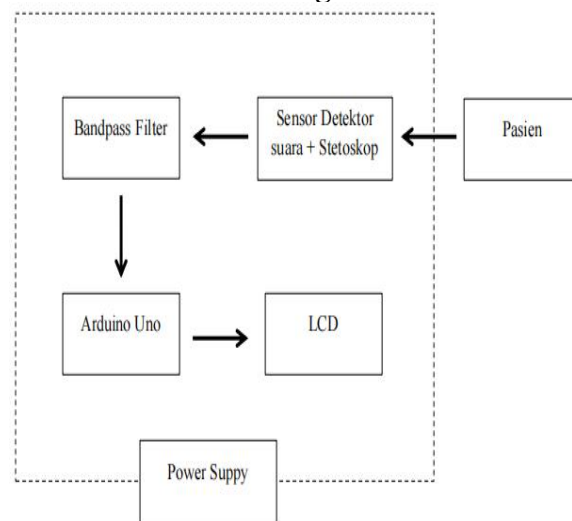 Bandpass Filter
Sensor Detektor
suara + Stetoskop
Pasien
Arduino Uno
LCD
Power Suppy